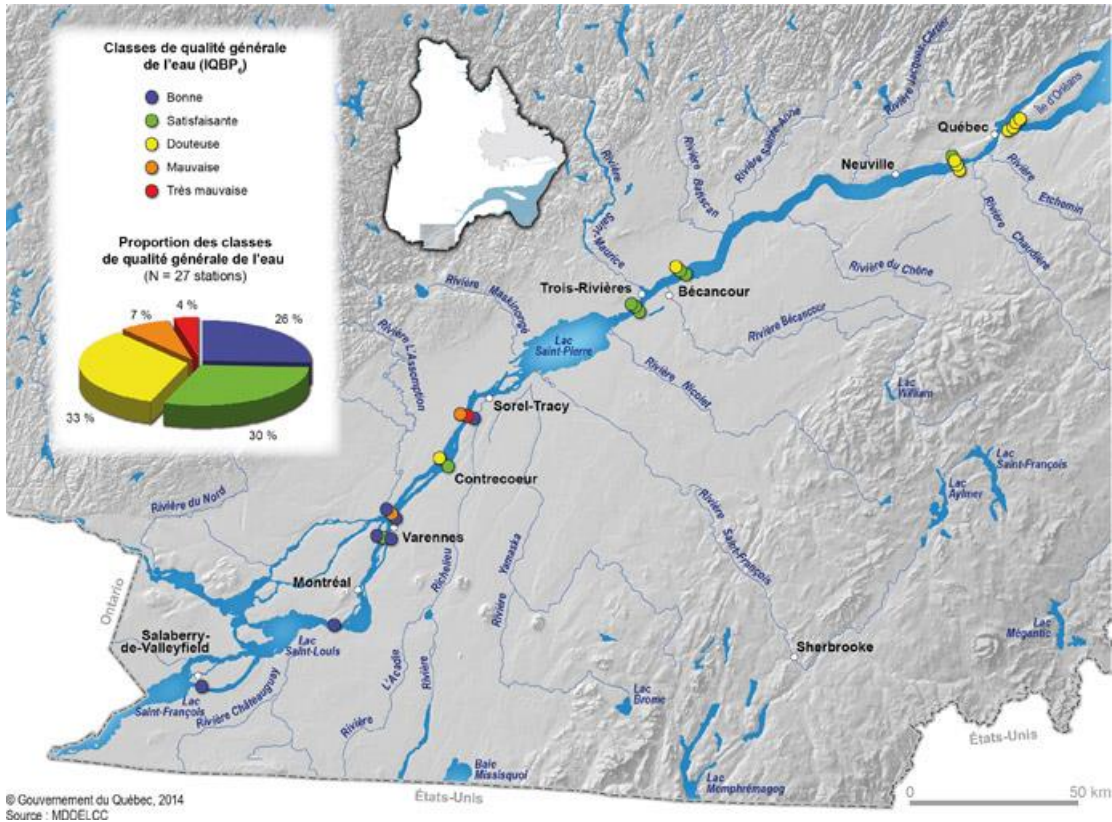 Classes de qualité générale
de l'eau (IQBP₆)
Bonne
Satisfaisante
Douteuse
Mauvaise
Très mauvaise
Proportion des classes
de qualité générale de l'eau
(N = 27 stations)
4 %
7 %
26 %
33 %
30 %
Rivière Jacques-Cartier
Île d'Orléans
Québec
Rivière Sainte-Anne
Rivière
Batiscan
Neuville
Rivière
Etchemin
Rivière
Chaudière
Rivière
Saint-
Maurice
Rivière du Chêne
Trois-Rivières
Bécancour
Rivière
Maskinongé
Rivière Bécancour
Lac
Saint-Pierre
Rivière L'Assomption
Rivière Nicolet
Lac
William
Sorel-Tracy
Lac
Saint-François
Lac
Aylmer
Contrecoeur
Rivière du Nord
Varennes
Richelieu
Rivière
Yamaska
Rivière
Saint-François
Montréal
Ontario
Salaberry-
de-Valleyfield
Lac
Saint-Louis
Lac
Mégantic
Sherbrooke
L'Acadie
Rivière
Rivière
Lac
Saint-François
Rivière Châteauguay
Lac
Brome
Baie
Missisquoi
Lac
Memphrémagog
États-Unis
États-Unis
© Gouvernement du Québec, 2014
Source : MDDELCC
0
50 km